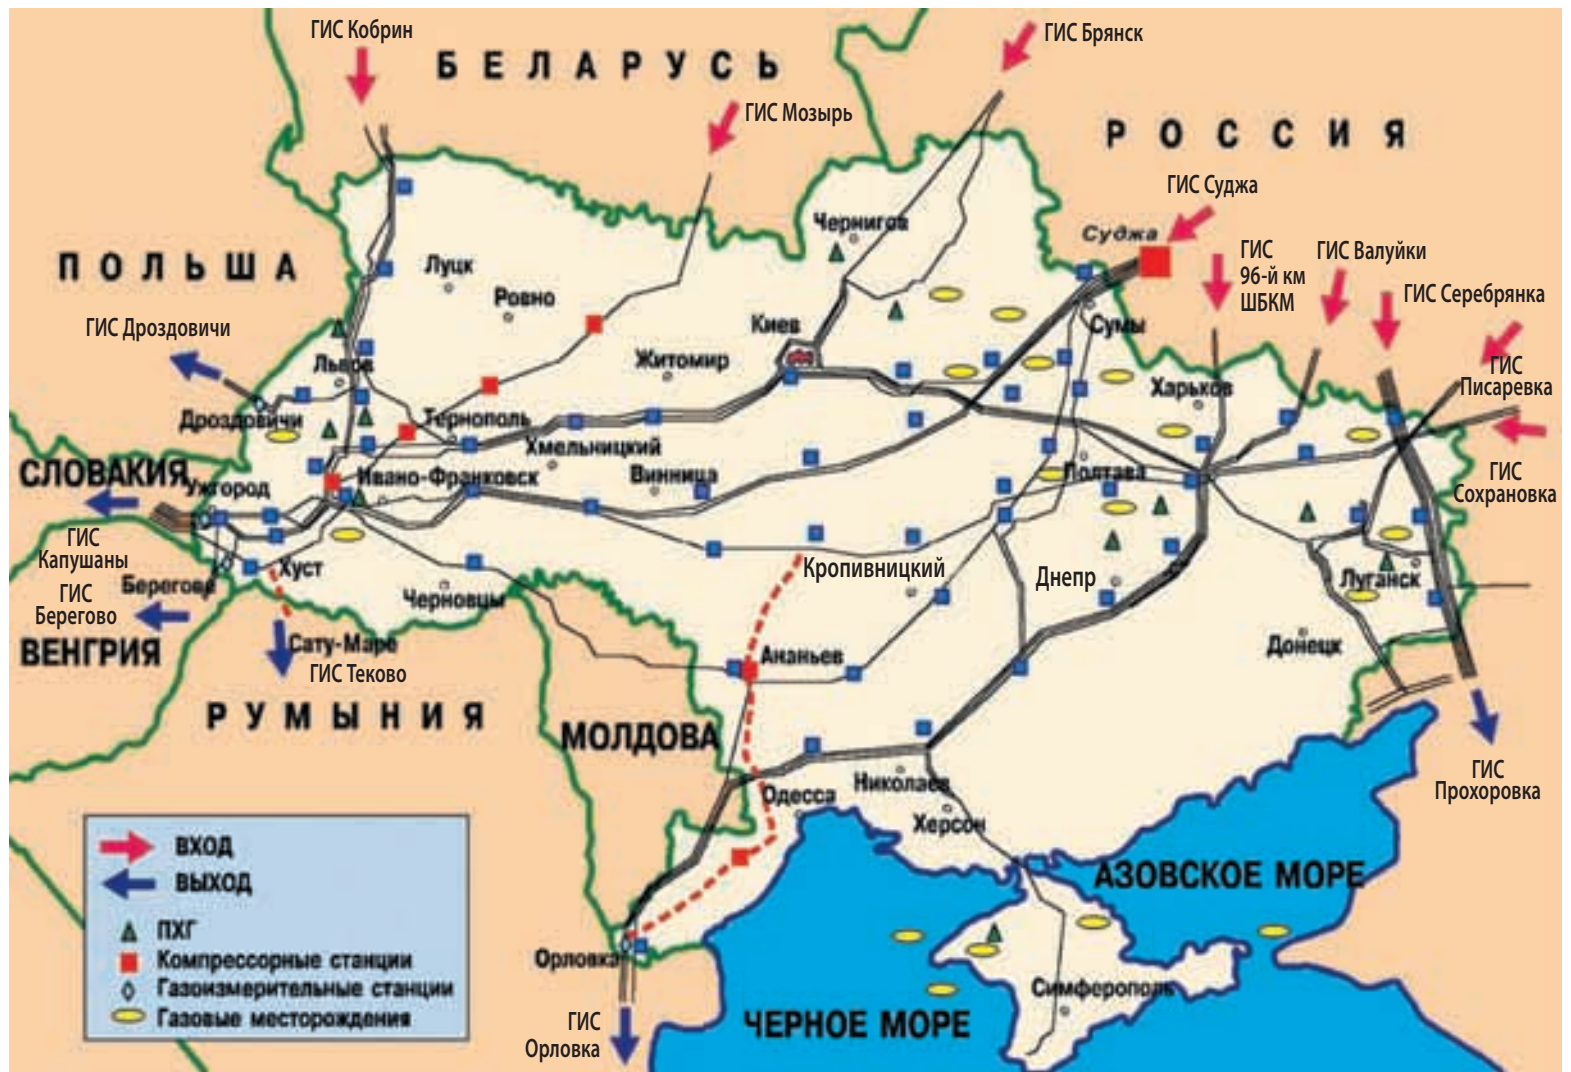 ГИС Кобрин
ГИС Брянск
БЕЛАРУСЬ
ГИС Мозырь
РОССИЯ
ГИС Суджа
Чернигов
Суджа
ГИС
96-й км
ШБКМ
ГИС Валуйки
ПОЛЬША
Луцк
Ровно
ГИС Серебрянка
ГИС Дроздовичи
Киев
Сумы
Львов
Житомир
ГИС
Писаревка
Харьков
Дроздовичи
Тернополь
Хмельницкий
СЛОВАКИЯ
Ужгород
Ивано-Франковск
Винница
Полтава
ГИС
Сохрановка
ГИС
Капушаны
Берегове
Хуст
Черновцы
Кропивницкий
Днепр
Луганск
ГИС
Берегово
ВЕНГРИЯ
Сату-Маре
ГИС Теково
Ананьев
Донецк
РУМЫНИЯ
МОЛДОВА
Одесса
Николаев
Херсон
ГИС
Прохоровка
АЗОВСКОЕ МОРЕ
ВХОД
ВЫХОД
ПХГ
Компрессорные станции
Газоизмерительные станции
Газовые месторождения
Орловка
Симферополь
ГИС
Орловка
ЧЕРНОЕ МОРЕ